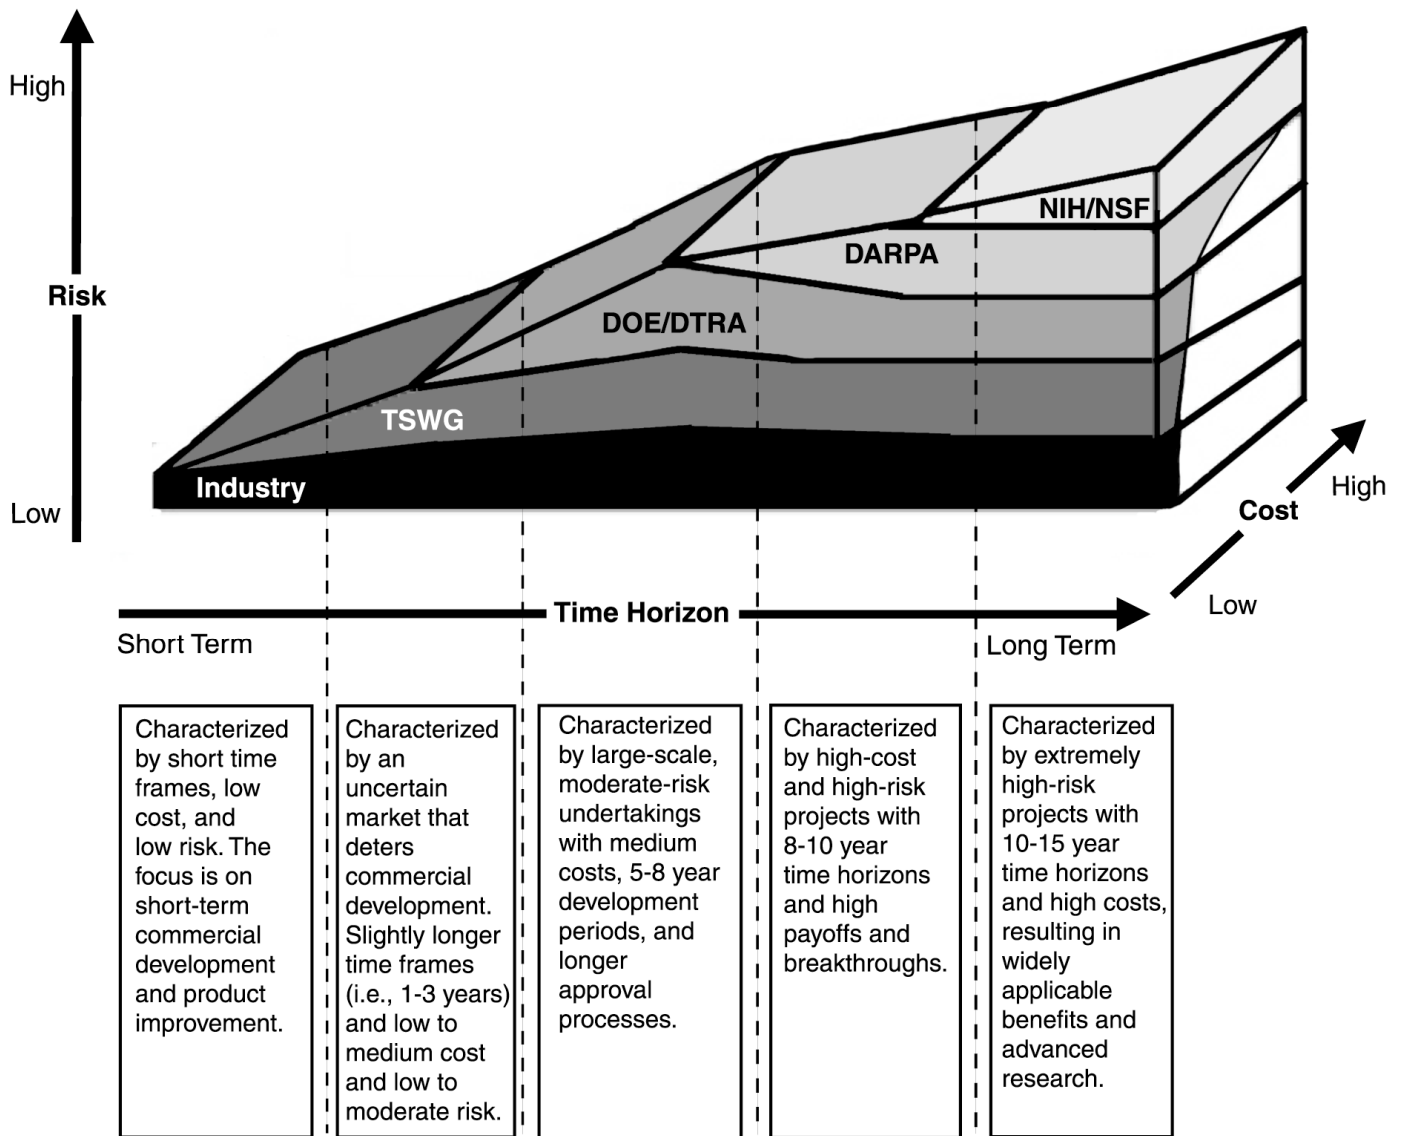 High
Risk
Low
NIH/NSF
DARPA
DOE/DTRA
TSWG
Industry
High
Cost
Low
Time Horizon
Short Term
Long Term
Characterized
by short time
frames, low
cost, and
low risk. The
focus is on
short-term
commercial
development
and product
improvement.
Characterized
by an
uncertain
market that
deters
commercial
development.
Slightly longer
time frames
(i.e., 1-3 years)
and low to
medium cost
and low to
moderate risk.
Characterized
by large-scale,
moderate-risk
undertakings
with medium
costs, 5-8 year
development
periods, and
longer
approval
processes.
Characterized
by high-cost
and high-risk
projects with
8-10 year
time horizons
and high
payoffs and
breakthroughs.
Characterized
by extremely
high-risk
projects with
10-15 year
time horizons
and high costs,
resulting in
widely
applicable
benefits and
advanced
research.